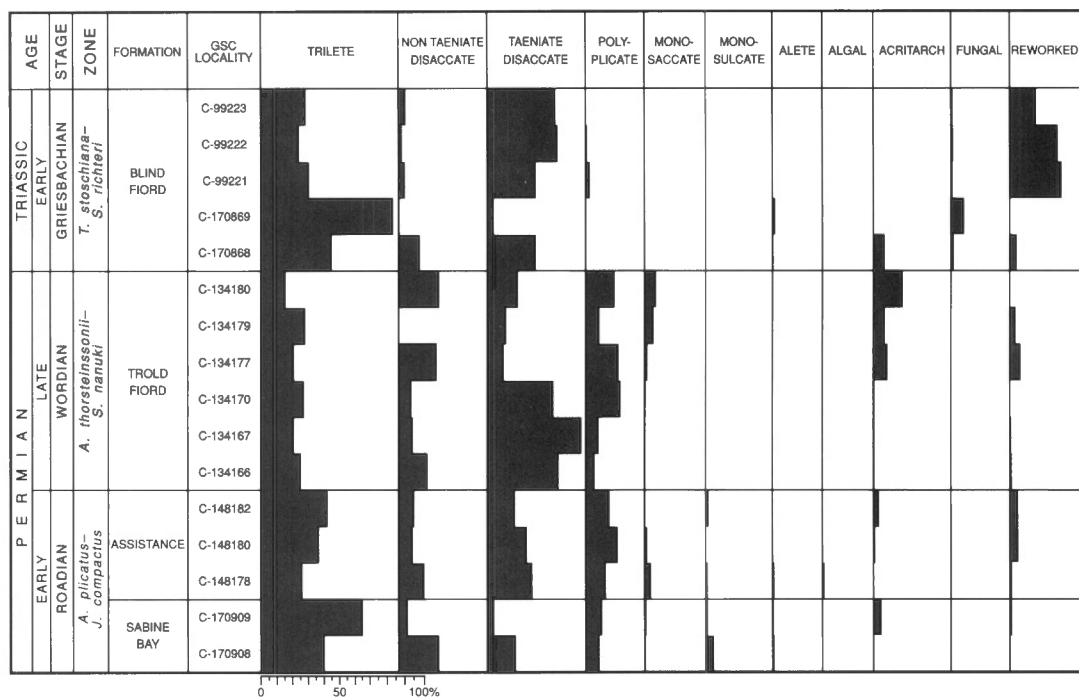 AGE
STAGE
ZONE
FORMATION
GSC
LOCALITY
TRILETE
NON TAENIATE
DISACCATE
TAENIATE
DISACCATE
POLY-
PLICATE
MONO-
SACCATE
MONO-
SULCATE
ALETE
ALGAL
ACRITARCH
FUNGAL
REWORKED
TRIASSIC
EARLY
GRIESBACHIAN
T. stoschiana–
S. richteri
BLIND
FIORD
C-99223
C-99222
C-99221
C-170869
C-170868
PERMIAN
LATE
WORDIAN
A. thorsteinssonii–
S. nanuki
TROLD
FIORD
C-134180
C-134179
C-134177
C-134170
C-134167
C-134166
EARLY
ROADIAN
A. plicatus–
J. compactus
ASSISTANCE
C-148182
C-148180
C-148178
SABINE
BAY
C-170909
C-170908
0 50 100%